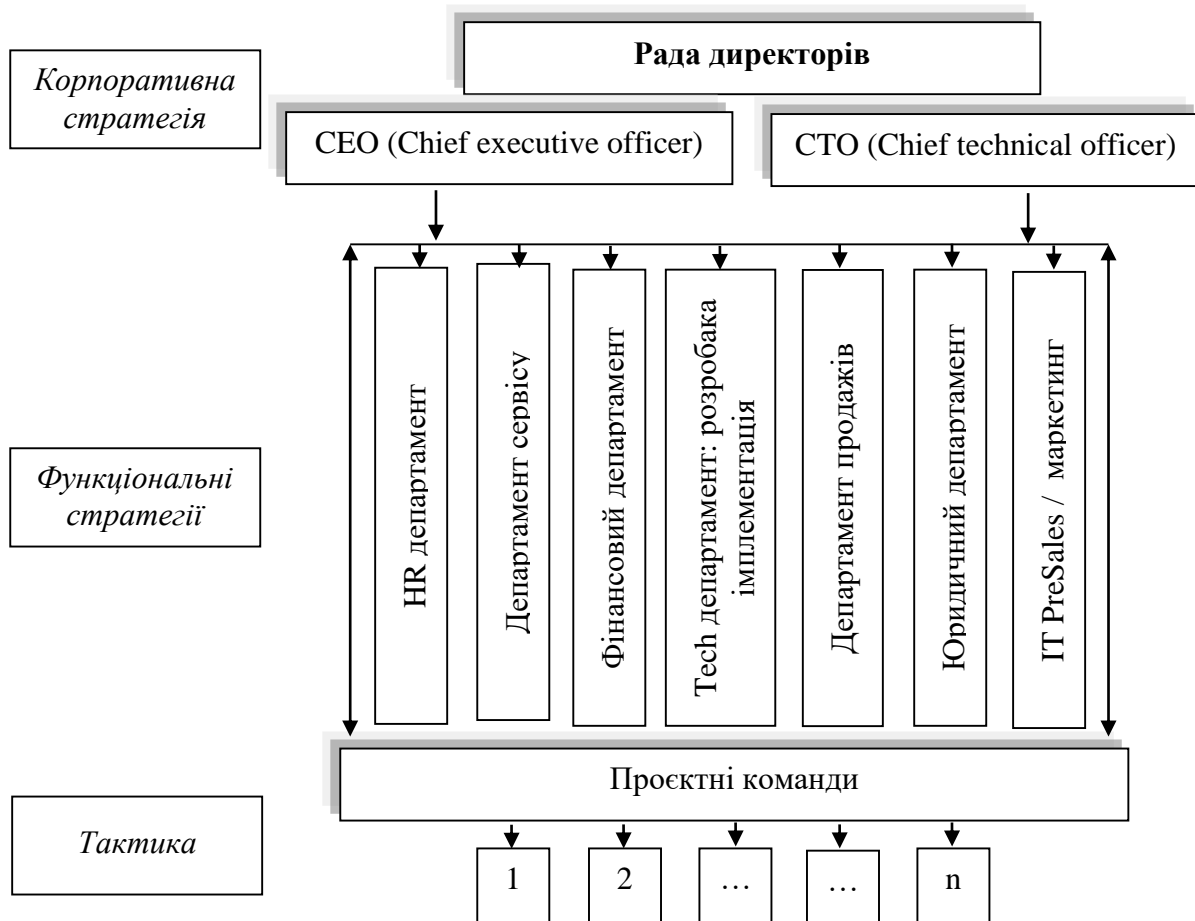 Рада директорів
Корпоративна
стратегія
CEO (Chief executive officer)
CTO (Chief technical officer)
Функціональні
стратегії
HR департамент
Департамент сервісу
Фінансовий департамент
Tech департамент: розробака
імплементація
Департамент продажів
Юридичний департамент
IT PreSales / маркетинг
Проєктні команди
Тактика
1
2
…
…
n